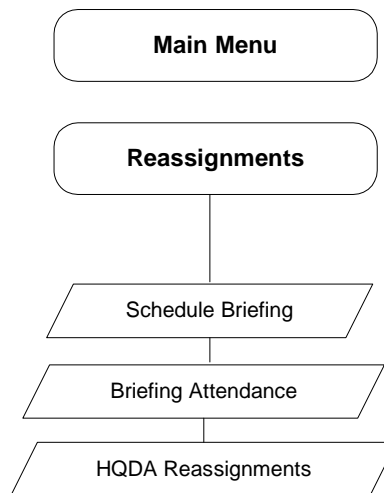 Main Menu
Reassignments
Schedule Briefing
Briefing Attendance
HQDA Reassignments